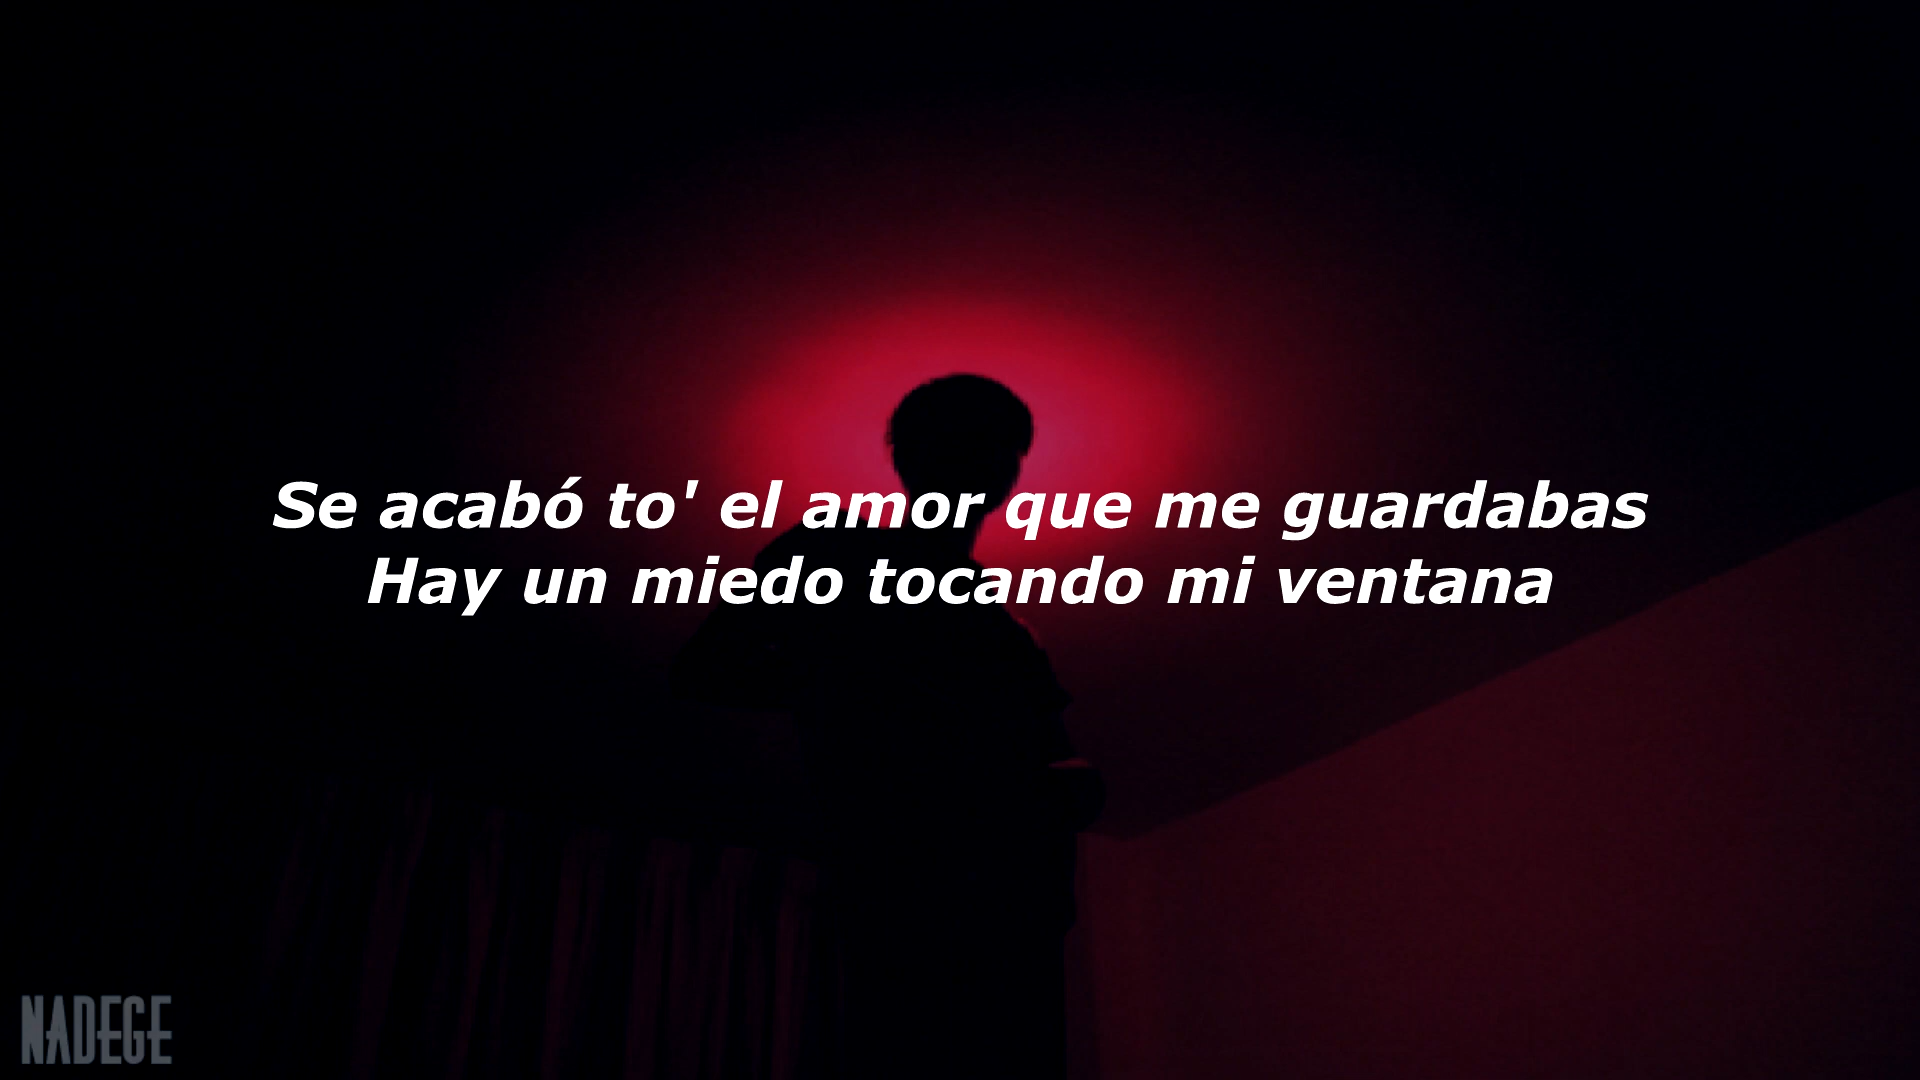 Se acabó to' el amor que me guardabas
Hay un miedo tocando mi ventana
NADEGE